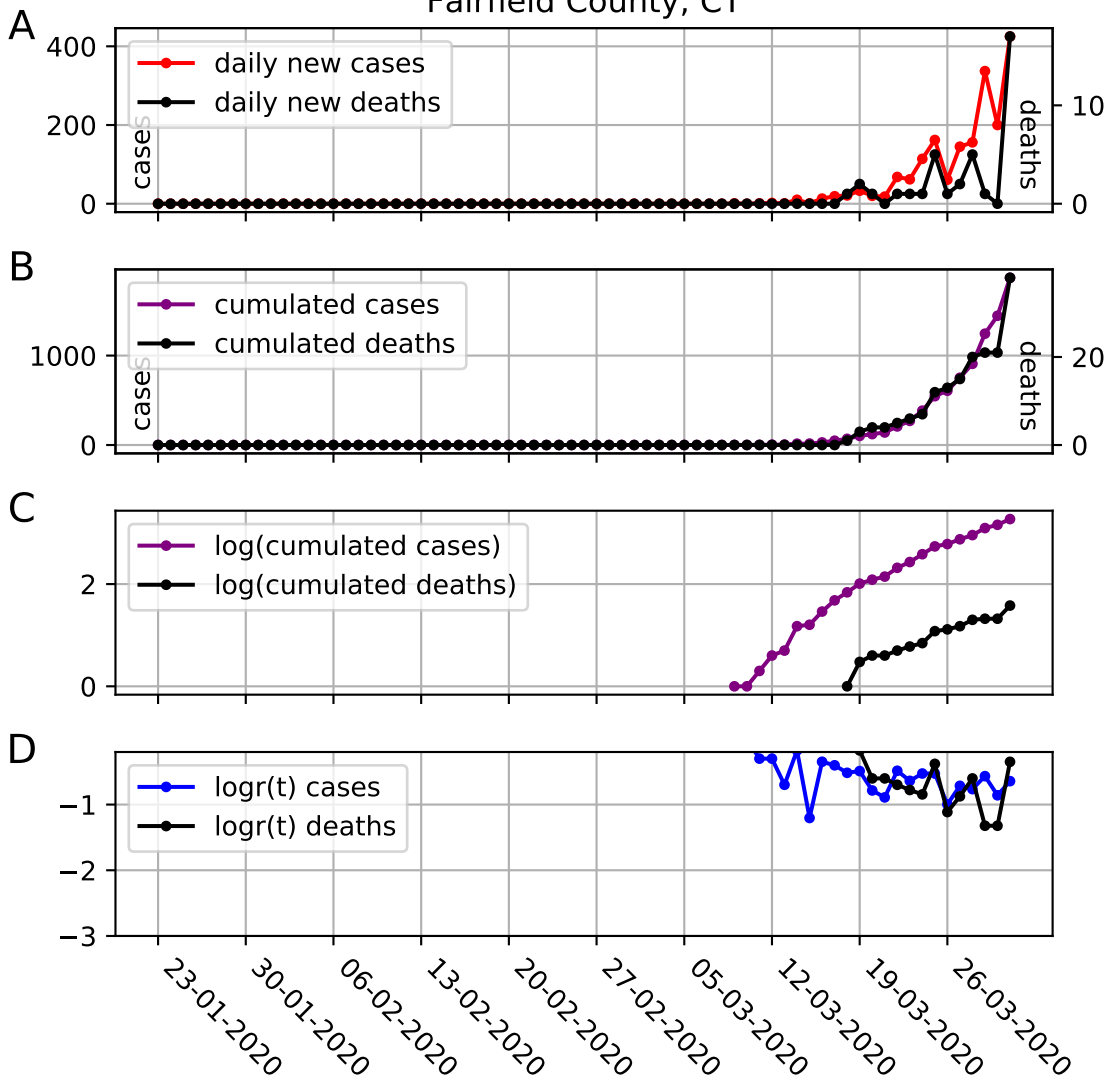 Fairfield County, CT
A
400
200
0
cases
daily new cases
daily new deaths
deaths
10
0
B
1000
0
cases
cumulated cases
cumulated deaths
deaths
20
0
C
2
0
log(cumulated cases)
log(cumulated deaths)
D
−1
−2
−3
logr(t) cases
logr(t) deaths
23-01-2020
30-01-2020
06-02-2020
13-02-2020
20-02-2020
27-02-2020
05-03-2020
12-03-2020
19-03-2020
26-03-2020